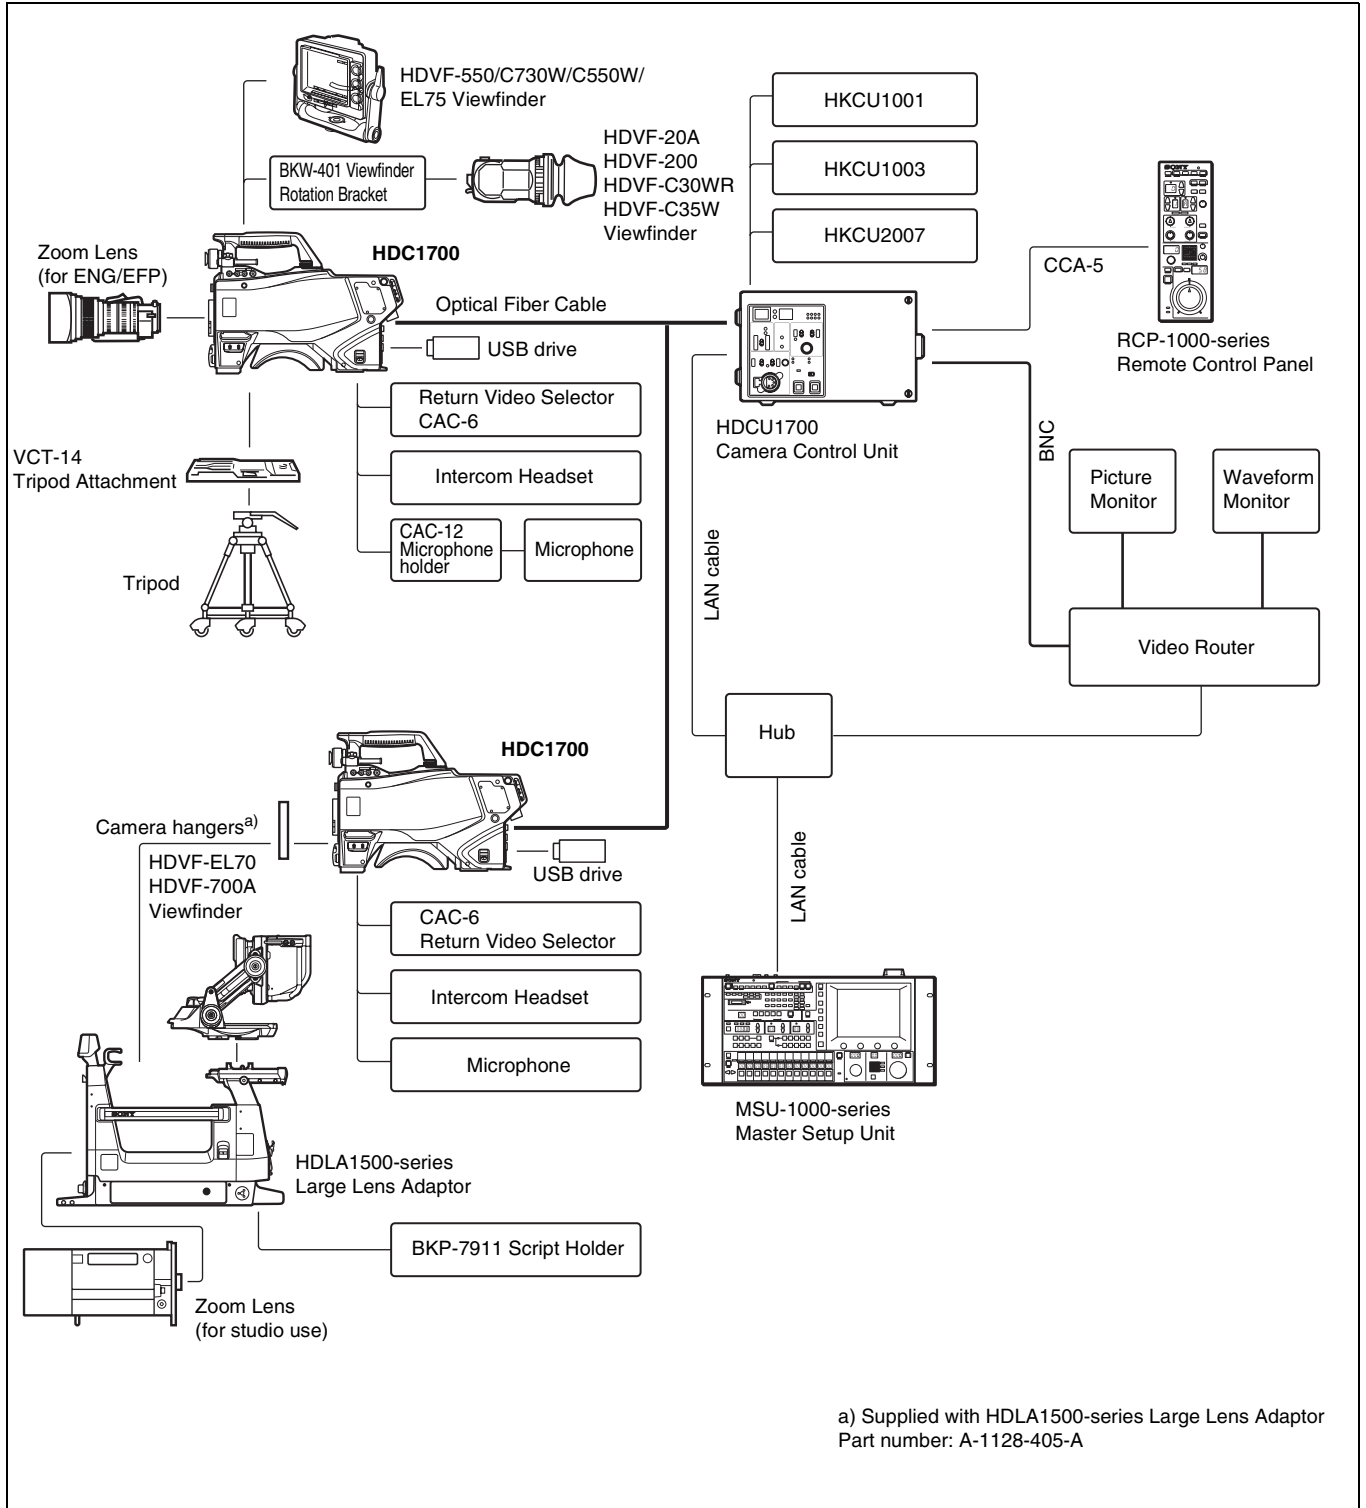 HDVF-550/C730W/C550W/
EL75 Viewfinder
BKW-401 Viewfinder
Rotation Bracket
HDVF-20A
HDVF-200
HDVF-C30WR
HDVF-C35W
Viewfinder
HKCU1001
HKCU1003
HKCU2007
SONY
CCA-5
RCP-1000-series
Remote Control Panel
Zoom Lens
(for ENG/EFP)
HDC1700
Optical Fiber Cable
USB drive
Return Video Selector
CAC-6
Intercom Headset
CAC-12
Microphone
holder
Microphone
VCT-14
Tripod Attachment
Tripod
HDCU1700
Camera Control Unit
BNC
Picture
Monitor
Waveform
Monitor
LAN cable
Video Router
Hub
HDC1700
Camera hangers a)
USB drive
HDVF-EL70
HDVF-700A
Viewfinder
CAC-6
Return Video Selector
Intercom Headset
Microphone
LAN cable
SONY
MSU-1000-series
Master Setup Unit
SONY
HDLA1500-series
Large Lens Adaptor
BKP-7911 Script Holder
Zoom Lens
(for studio use)
a) Supplied with HDLA1500-series Large Lens Adaptor
Part number: A-1128-405-A